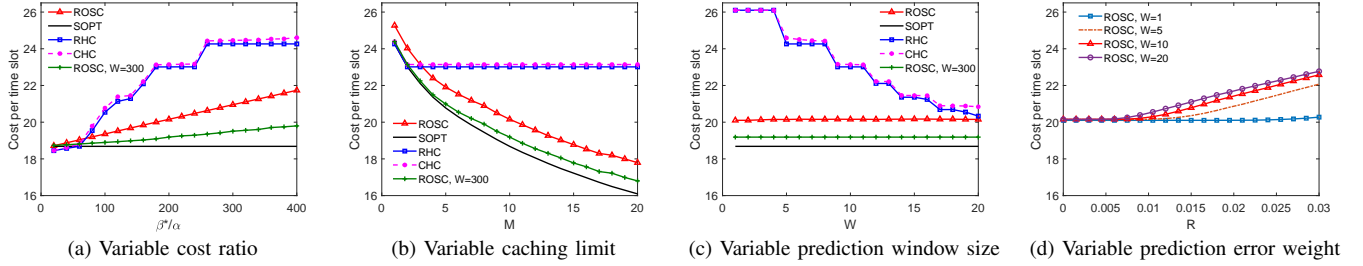 Cost per time slot
26
24
22
20
18
16
100
200
300
400
β*/α
ROSC
SOPT
RHC
CHC
ROSC, W=300
(a) Variable cost ratio
Cost per time slot
28
26
24
22
20
18
16
0
5
10
15
20
M
ROSC
SOPT
RHC
CHC
ROSC, W=300
(b) Variable caching limit
Cost per time slot
26
24
22
20
18
16
0
5
10
15
20
W
ROSC
SOPT
RHC
CHC
ROSC, W=300
(c) Variable prediction window size
Cost per time slot
26
24
22
20
18
16
0
0.005
0.01
0.015
0.02
0.025
0.03
R
ROSC, W=1
ROSC, W=5
ROSC, W=10
ROSC, W=20
(d) Variable prediction error weight